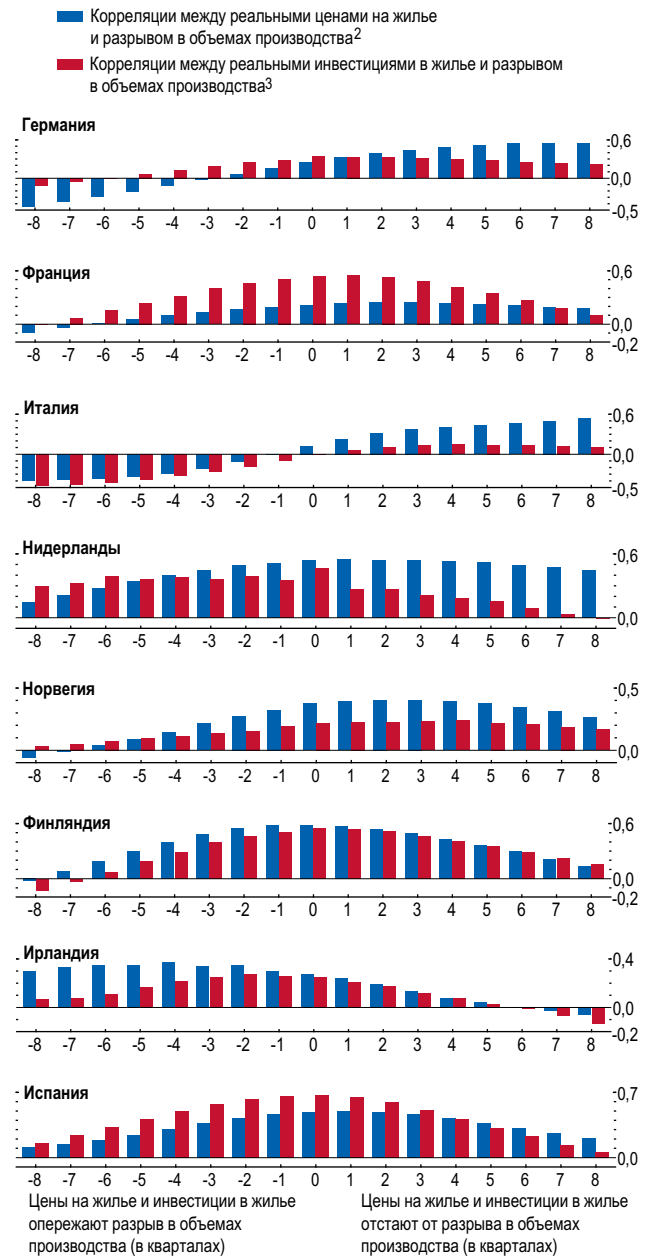 Корреляции между реальными ценами на жилье
и разрывом в объемах производства2
Корреляции между реальными инвестициями в жилье и разрывом
в объемах производства3
Германия
0,6
0,0
-0,5
-8 -7 -6 -5 -4 -3 -2 -1 0 1 2 3 4 5 6 7 8
Франция
0,6
0,0
-0,2
-8 -7 -6 -5 -4 -3 -2 -1 0 1 2 3 4 5 6 7 8
Италия
0,6
0,0
-0,5
-8 -7 -6 -5 -4 -3 -2 -1 0 1 2 3 4 5 6 7 8
Нидерланды
0,6
0,0
-8 -7 -6 -5 -4 -3 -2 -1 0 1 2 3 4 5 6 7 8
Норвегия
0,5
0,0
-8 -7 -6 -5 -4 -3 -2 -1 0 1 2 3 4 5 6 7 8
Финляндия
0,6
0,0
-0,2
-8 -7 -6 -5 -4 -3 -2 -1 0 1 2 3 4 5 6 7 8
Ирландия
0,4
0,0
-0,2
-8 -7 -6 -5 -4 -3 -2 -1 0 1 2 3 4 5 6 7 8
Испания
0,7
0,0
-8 -7 -6 -5 -4 -3 -2 -1 0 1 2 3 4 5 6 7 8
Цены на жилье и инвестиции в жилье
опережают разрыв в объемах
производства (в кварталах)
Цены на жилье и инвестиции в жилье
отстают от разрыва в объемах
производства (в кварталах)